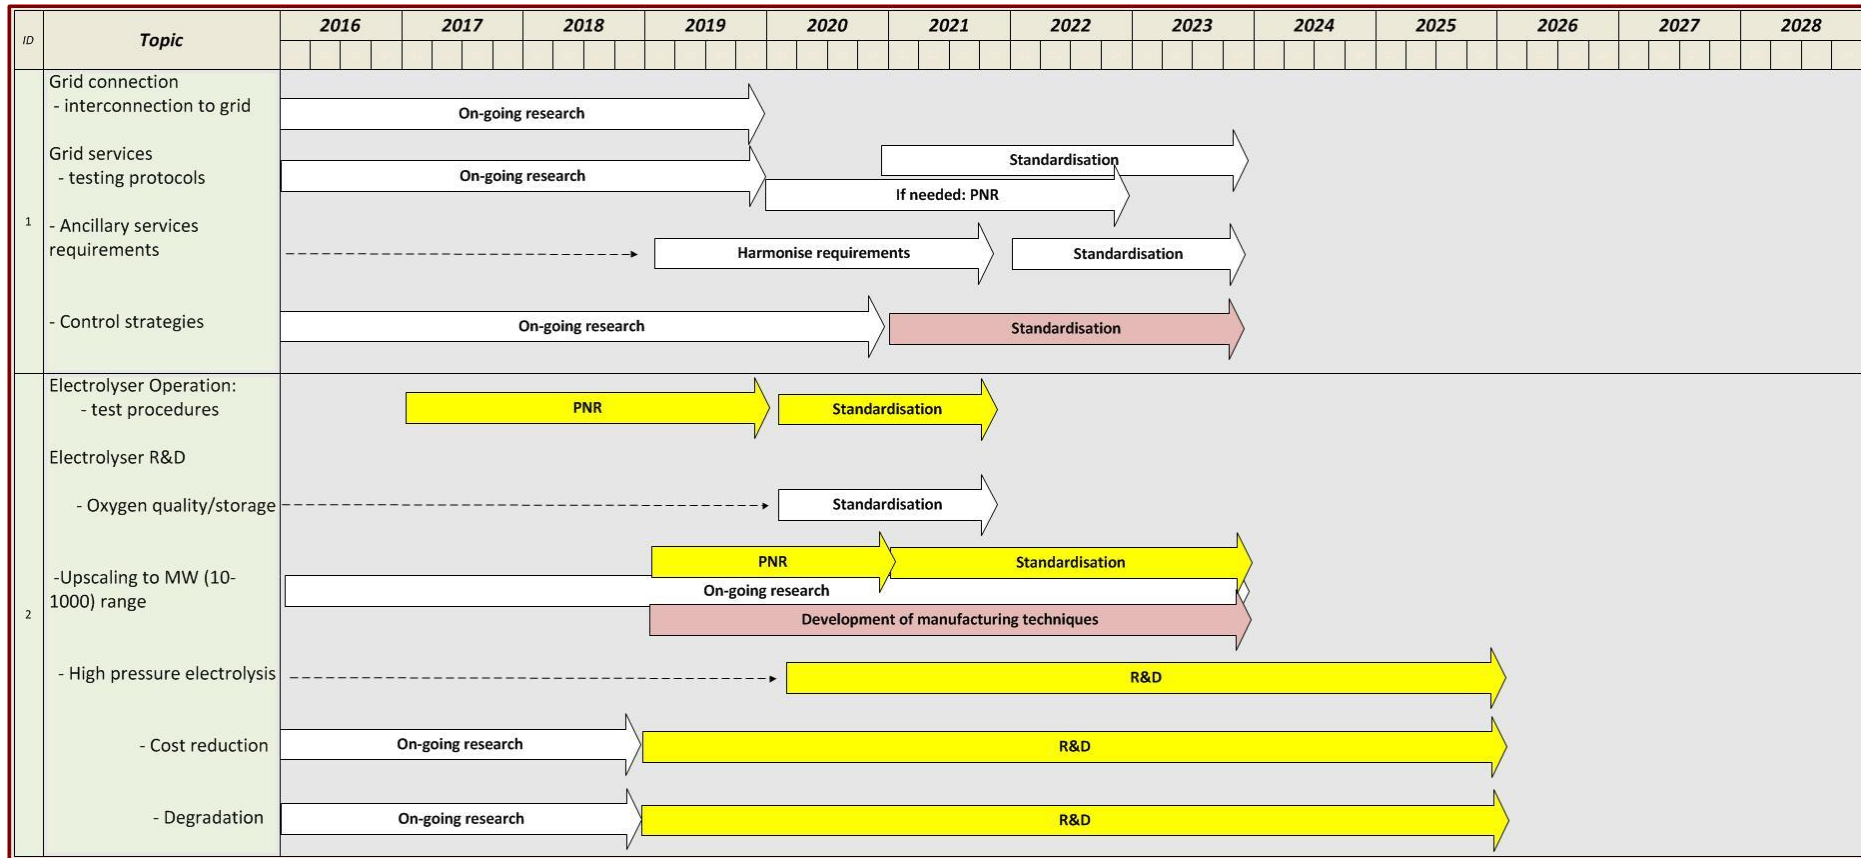 ID
Topic
2016 2017 2018 2019 2020 2021 2022 2023 2024 2025 2026 2027 2028
1
Grid connection
- interconnection to grid
On-going research
Grid services
- testing protocols
On-going research
Standardisation
If needed: PNR
- Ancillary services
requirements
Harmonise requirements
Standardisation
- Control strategies
On-going research
Standardisation
2
Electrolyser Operation:
- test procedures
PNR
Standardisation
Electrolyser R&D
- Oxygen quality/storage
Standardisation
-Upscaling to MW (10-
1000) range
PNR
Standardisation
On-going research
Development of manufacturing techniques
- High pressure electrolysis
R&D
- Cost reduction
On-going research
R&D
- Degradation
On-going research
R&D